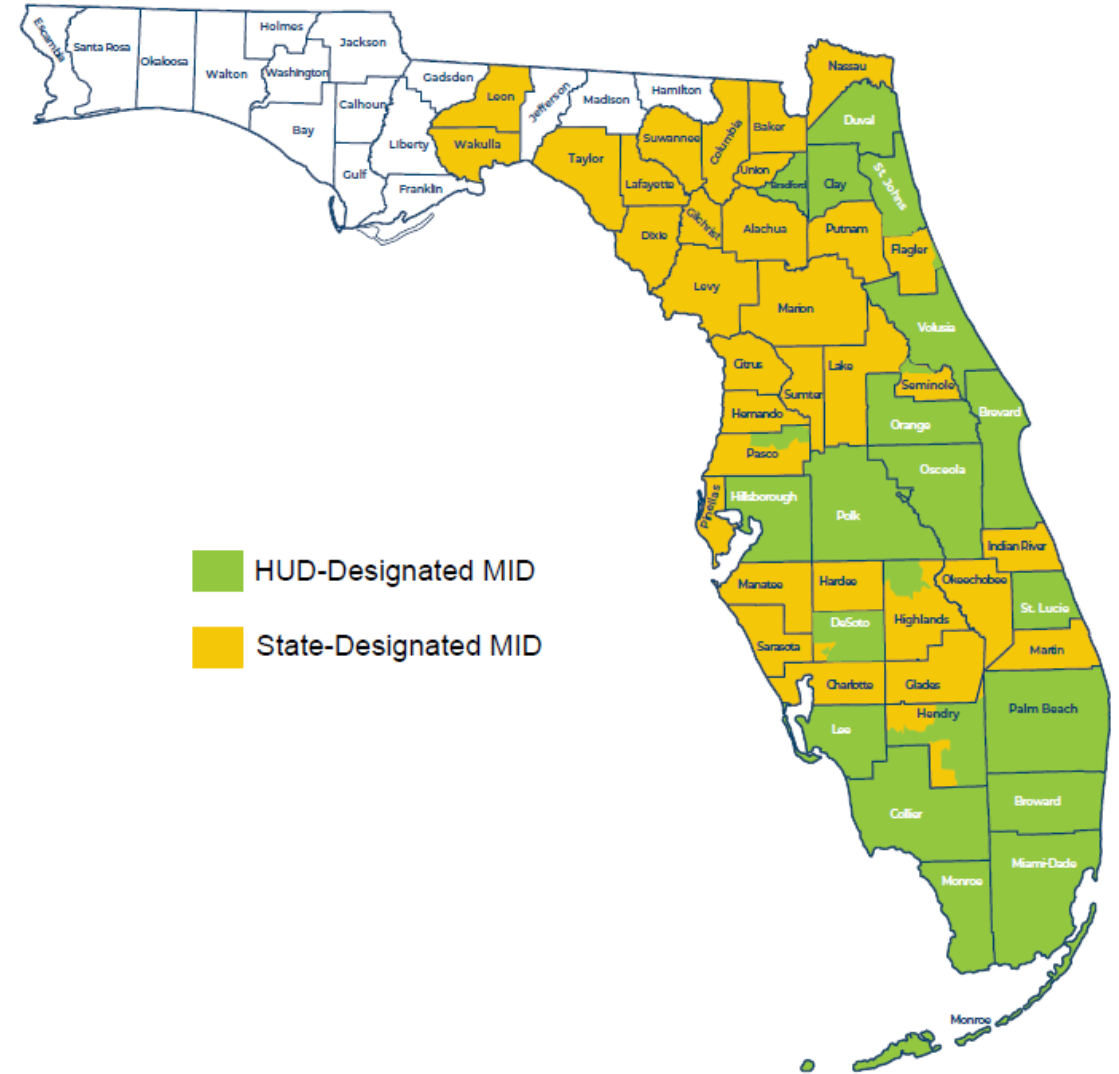 Escambia
Santa Rosa
Okaloosa
Walton
Holmes
Washington
Jackson
Bay
Calhoun
Gulf
Liberty
Gadsden
Franklin
Leon
Wakulla
Jefferson
Madison
Hamilton
Taylor
Suwannee
Lafayette
Columbia
Baker
Union
Bradford
Nassau
Duval
Clay
St. Johns
Dixie
Gilchrist
Alachua
Putnam
Flagler
Levy
Marion
Volusia
Citrus
Sumter
Lake
Seminole
Hernando
Orange
Brevard
Pasco
Osceola
Pinellas
Hillsborough
Polk
Indian River
HUD-Designated MID
State-Designated MID
Manatee
Hardee
Okeechobee
St. Lucie
Highlands
DeSoto
Sarasota
Martin
Charlotte
Glades
Lee
Hendry
Palm Beach
Collier
Broward
Monroe
Miami-Dade
Monroe